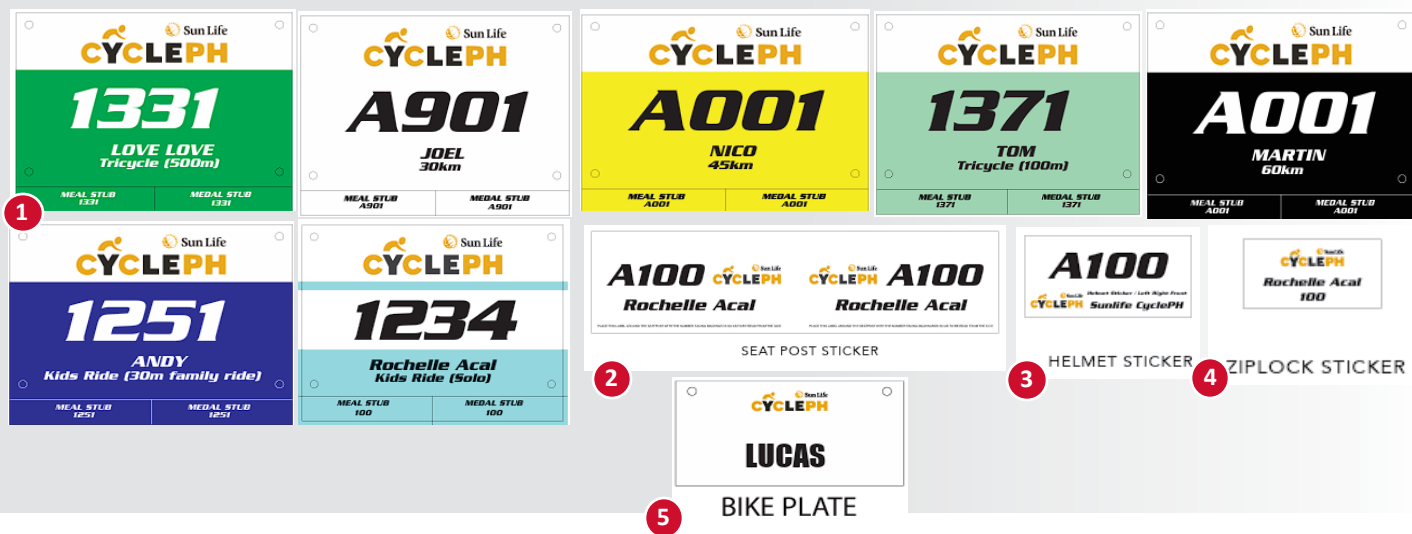 Sun Life
CYCLEPH
1331
LOVE LOVE
Tricycle (500m)
MEAL STUB
1331
MEDAL STUB
1331
Sun Life
CYCLEPH
A901
JOEL
30km
MEAL STUB
A901
MEDAL STUB
A901
Sun Life
CYCLEPH
A001
NICO
45km
MEAL STUB
A001
MEDAL STUB
A001
Sun Life
CYCLEPH
1371
TOM
Tricycle (100m)
MEAL STUB
1371
MEDAL STUB
1371
Sun Life
CYCLEPH
A001
MARTIN
60km
MEAL STUB
A001
MEDAL STUB
A001
1
Sun Life
CYCLEPH
1251
ANDY
Kids Ride (30m family ride)
MEAL STUB
1251
MEDAL STUB
1251
Sun Life
CYCLEPH
1234
Rochelle Acal
Kids Ride (Solo)
MEAL STUB
100
MEDAL STUB
100
A100 Sun Life CYCLEPH
Rochelle Acal
Sun Life CYCLEPH A100
Rochelle Acal
SEAT POST STICKER
2
A100
Helmet Sticker / Left Right Front
Sun Life CYCLEPH Sunlife CyclePH
HELMET STICKER
3
Sun Life
CYCLEPH
Rochelle Acal
100
ZIPLOCK STICKER
4
Sun Life
CYCLEPH
LUCAS
BIKE PLATE
5